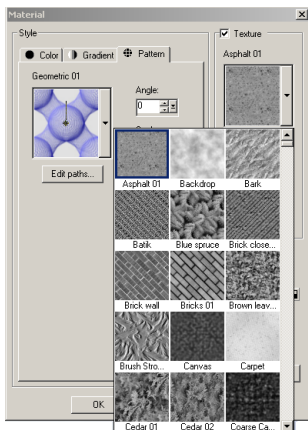 Material
Style
Texture
Color
Gradient
Pattern
Asphalt 01
Geometric 01
Angle:
0
Edit paths...
Asphalt 01 Backdrop Bark
Batik Blue spruce Brick close...
Brick wall Bricks 01 Brown leav...
Brush Stro... Canvas Carpet
Cedar 01 Cedar 02 Coarse Ca...
OK